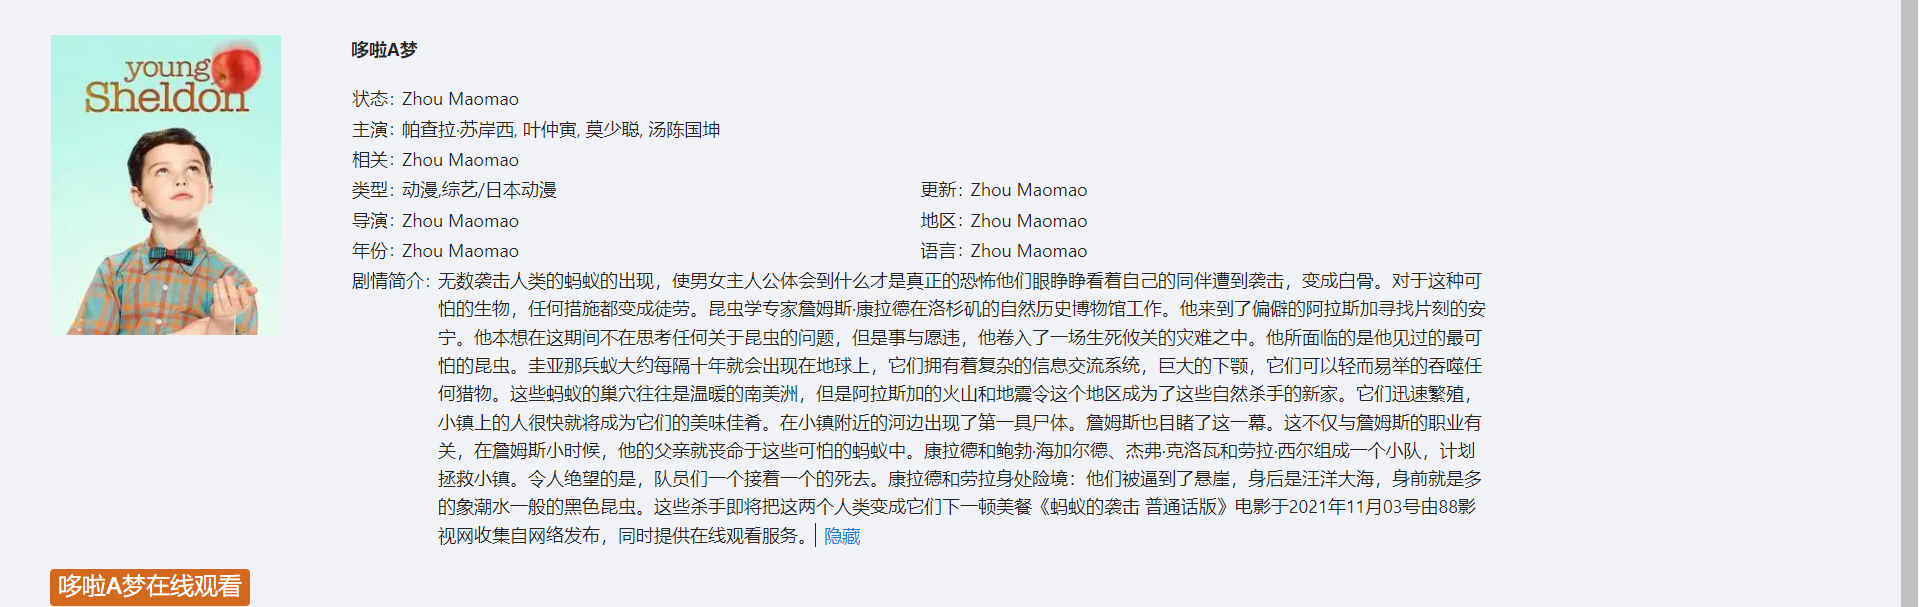 young
Sheldon
哆啦A梦
状态：Zhou Maomao
主演：帕查拉·苏岸西, 叶仲寅, 莫少聪, 汤陈国坤
相关：Zhou Maomao
类型：动漫,综艺/日本动漫
更新：Zhou Maomao
导演：Zhou Maomao
地区：Zhou Maomao
年份：Zhou Maomao
语言：Zhou Maomao
剧情简介：无数袭击人类的蚂蚁的出现，使男女主人公体会到什么才是真正的恐怖他们眼睁睁看着自己的同伴遭到袭击，变成白骨。对于这种可
怕的生物，任何措施都变成徒劳。昆虫学专家詹姆斯·康拉德在洛杉矶的自然历史博物馆工作。他来到了偏僻的阿拉斯加寻找片刻的安
宁。他本想在这期间不在思考任何关于昆虫的问题，但是事与愿违，他卷入了一场生死攸关的灾难之中。他所面临的是他见过的最可
怕的昆虫。圭亚那兵蚁大约每隔十年就会出现在地球上，它们拥有着复杂的信息交流系统，巨大的下颚，它们可以轻而易举的吞噬任
何猎物。这些蚂蚁的巢穴往往是温暖的南美洲，但是阿拉斯加的火山和地震令这个地区成为了这些自然杀手的新家。它们迅速繁殖，
小镇上的人很快就将成为它们的美味佳肴。在小镇附近的河边出现了第一具尸体。詹姆斯也目睹了这一幕。这不仅与詹姆斯的职业有
关，在詹姆斯小时候，他的父亲就丧命于这些可怕的蚂蚁中。康拉德和鲍勃·海加尔德、杰弗·克洛瓦和劳拉·西尔组成一个小队，计划
拯救小镇。令人绝望的是，队员们一个接着一个的死去。康拉德和劳拉身处险境：他们被逼到了悬崖，身后是汪洋大海，身前就是多
的象潮水一般的黑色昆虫。这些杀手即将把这两个人类变成它们下一顿美餐《蚂蚁的袭击 普通话版》电影于2021年11月03号由88影
视网收集自网络发布，同时提供在线观看服务。 隐藏
哆啦A梦在线观看